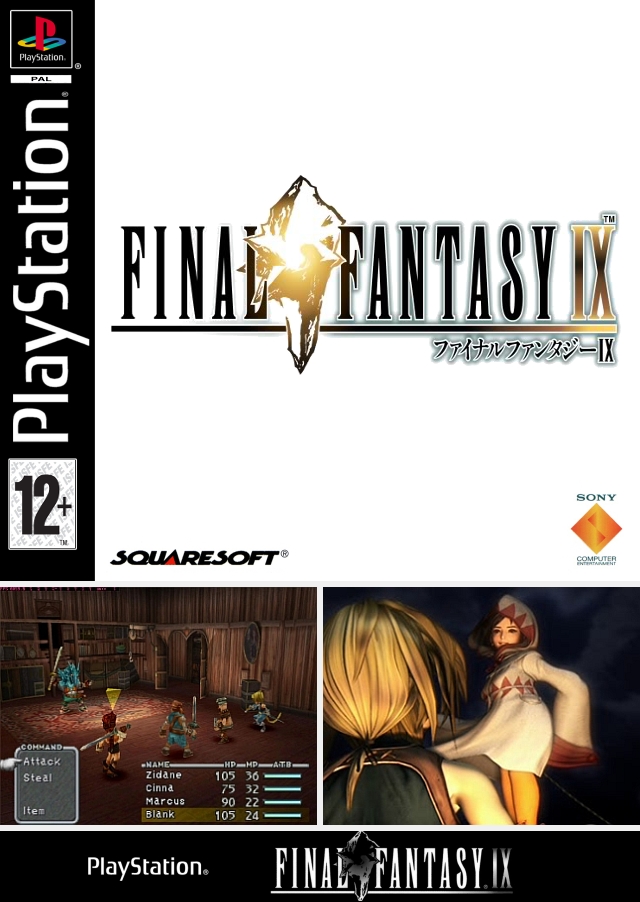 PlayStation
PAL
PlayStation®
12+
TM
FINAL FANTASY IX™
ファイナルファンタジーIX
SQUARESOFT®
SONY
COMPUTER
ENTERTAINMENT
COMMAND
Attack
Steal
Item
NAME HP MP ATB
Zidane 105 36
Cinna 75 32
Marcus 90 22
Blank 105 24
PlayStation®
FINAL FANTASY® IX